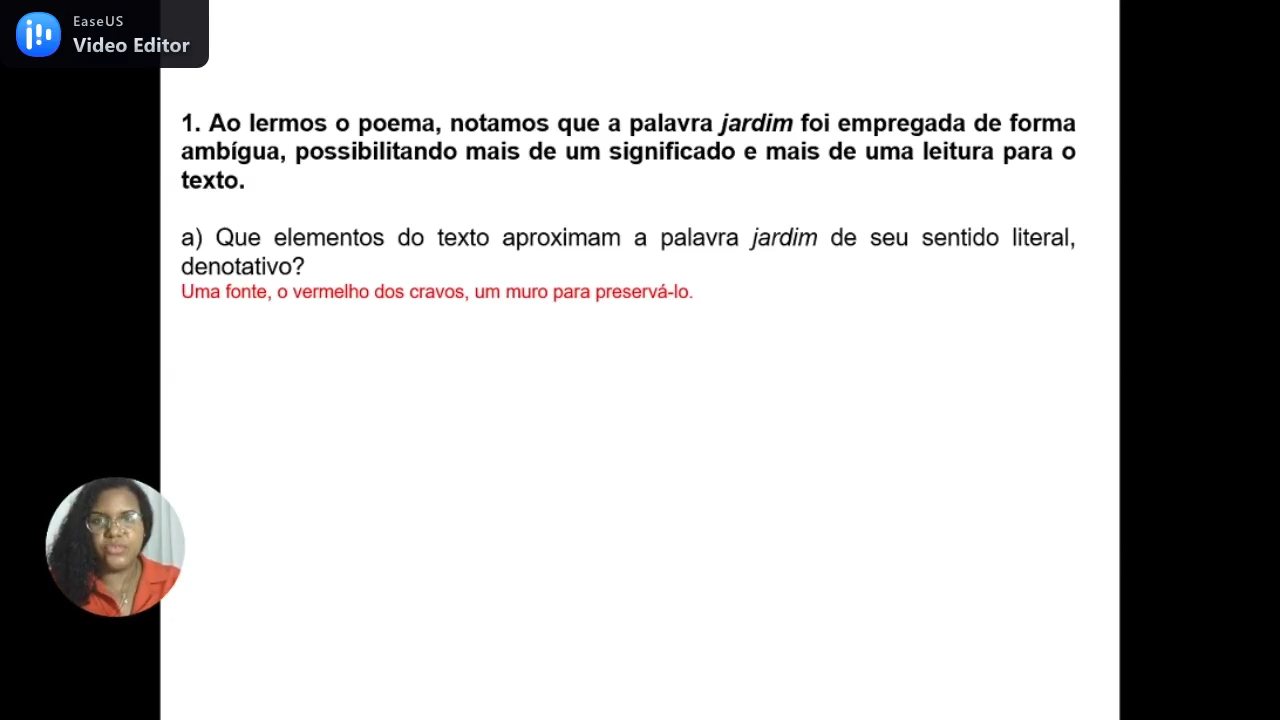 EaseUS
Video Editor
1. Ao lermos o poema, notamos que a palavra jardim foi empregada de forma
ambígua, possibilitando mais de um significado e mais de uma leitura para o
texto.
a) Que elementos do texto aproximam a palavra jardim de seu sentido literal,
denotativo?
Uma fonte, o vermelho dos cravos, um muro para preservá-lo.